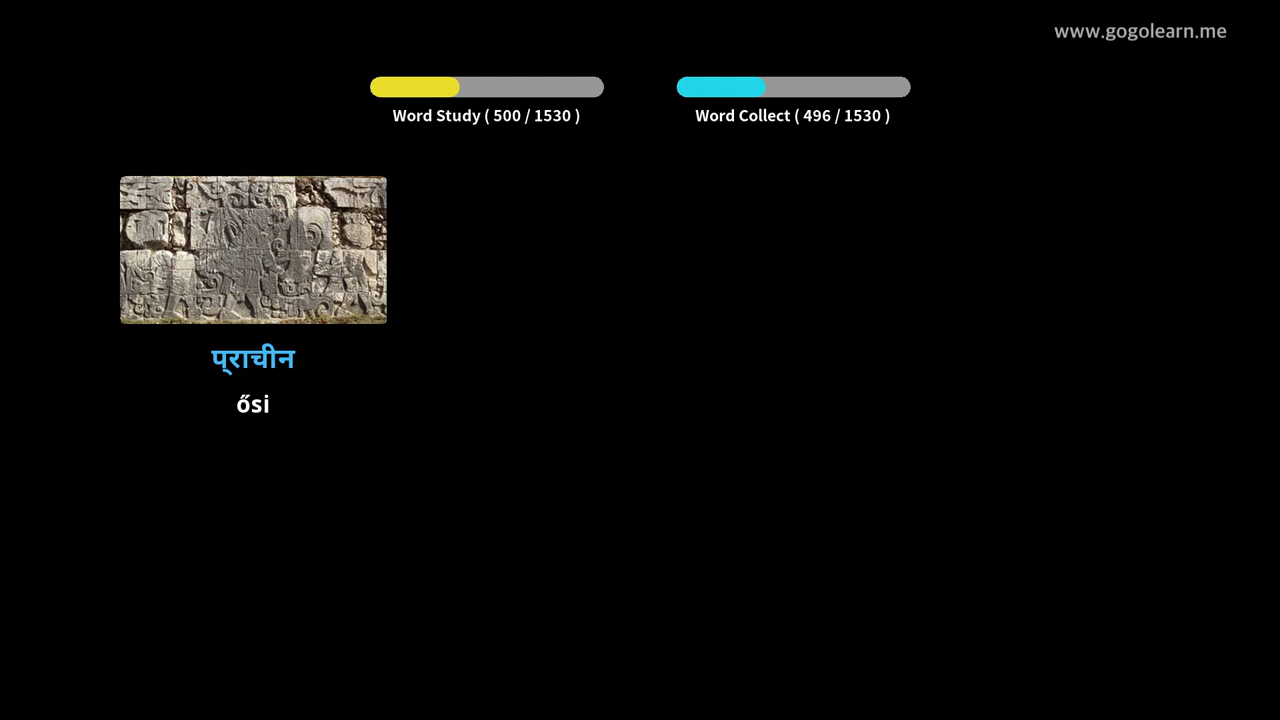 www.gogolearn.me
Word Study ( 500 / 1530 )
Word Collect ( 496 / 1530 )
प्राचीन
ősi